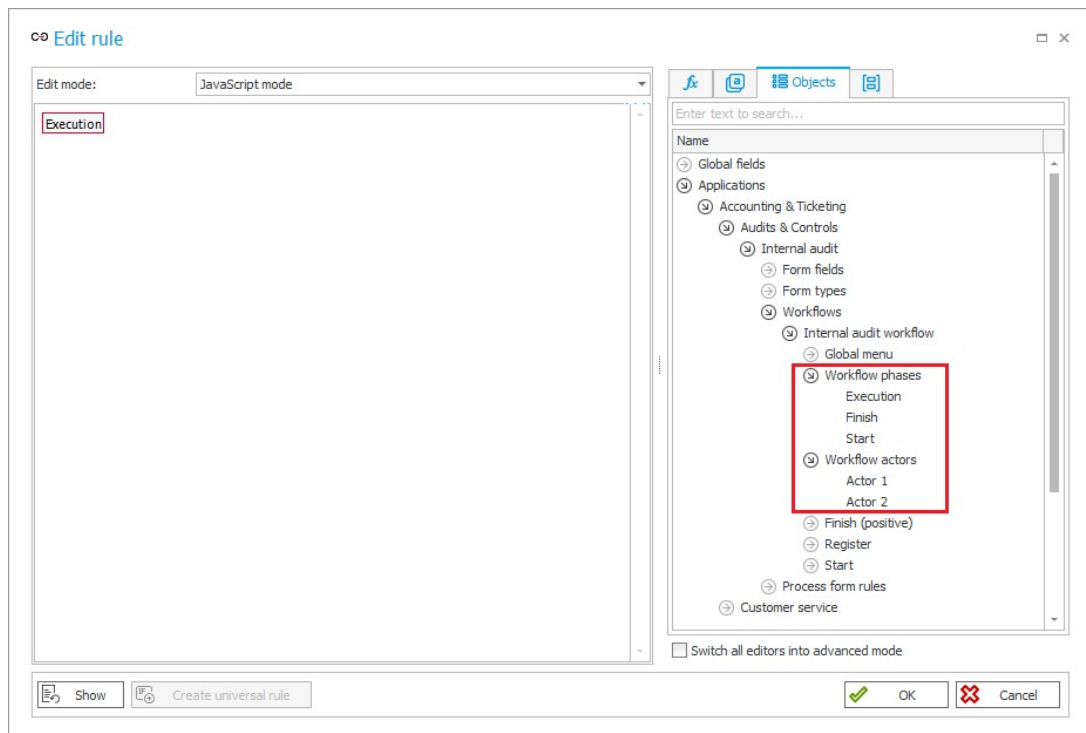 Edit rule
Edit mode: JavaScript mode
Execution
fx Objects
Enter text to search...
Name
Global fields
Applications
Accounting & Ticketing
Audits & Controls
Internal audit
Form fields
Form types
Workflows
Internal audit workflow
Global menu
Workflow phases
Execution
Finish
Start
Workflow actors
Actor 1
Actor 2
Finish (positive)
Register
Start
Process form rules
Customer service
Switch all editors into advanced mode
Show Create universal rule OK Cancel